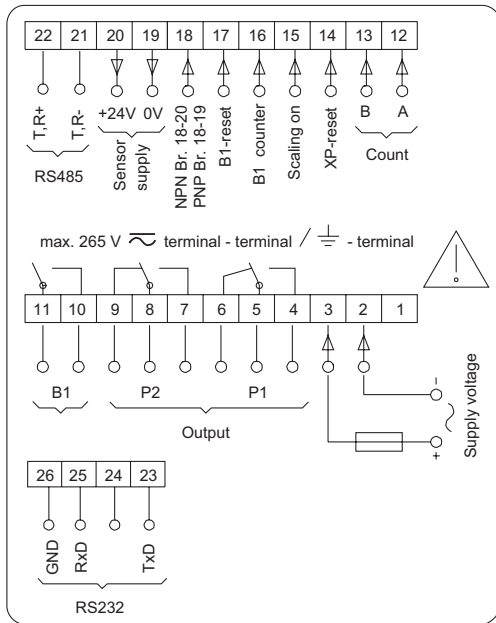 22 21 20 19 18 17 16 15 14 13 12
T,R+
T,R-
+24V 0V
Sensor
supply
NPN Br. 18-20
PNP Br. 18-19
B1-reset
B1 counter
Scaling on
XP-reset
B A
RS485
Count
max. 265 V terminal - terminal / - terminal
11 10 9 8 7 6 5 4 3 2 1
B1 P2 P1
Output
-
+
Supply voltage
26 25 24 23
GND
RxD
TxD
RS232